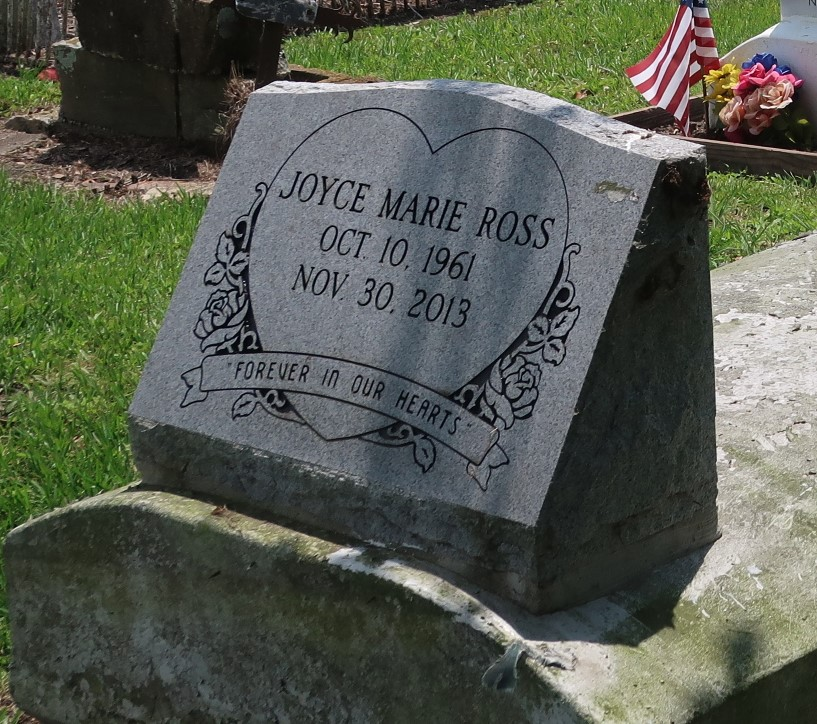 JOYCE MARIE ROSS
OCT. 10, 1961
NOV. 30, 2013
"FOREVER IN OUR HEARTS"